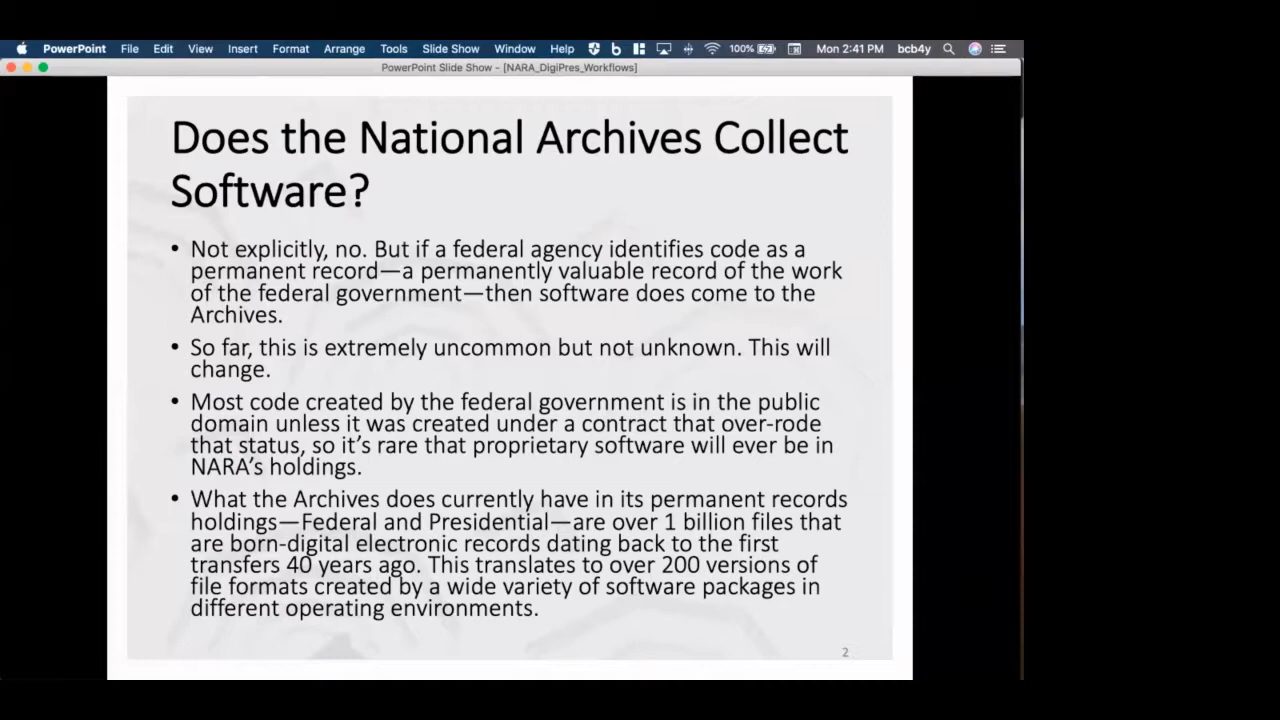 PowerPoint File Edit View Insert Format Arrange Tools Slide Show Window Help 100% Mon 2:41 PM bcb4y
PowerPoint Slide Show - [NARA_DigiPres_Workflows]
Does the National Archives Collect
Software?
• Not explicitly, no. But if a federal agency identifies code as a
permanent record—a permanently valuable record of the work
of the federal government—then software does come to the
Archives.
• So far, this is extremely uncommon but not unknown. This will
change.
• Most code created by the federal government is in the public
domain unless it was created under a contract that over-rode
that status, so it's rare that proprietary software will ever be in
NARA's holdings.
• What the Archives does currently have in its permanent records
holdings—Federal and Presidential—are over 1 billion files that
are born-digital electronic records dating back to the first
transfers 40 years ago. This translates to over 200 versions of
file formats created by a wide variety of software packages in
different operating environments.
2